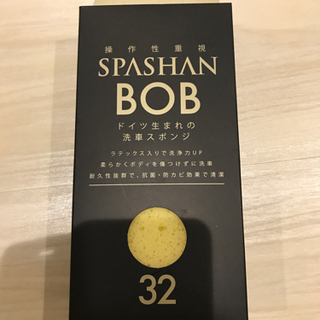 操作性重視
SPASHAN
BOB
ドイツ生まれの
洗車スポンジ
ラテックス入りで洗浄力UP
柔らかくボディを傷つけずに洗車
耐久性抜群で、抗菌・防カビ効果で清潔
32